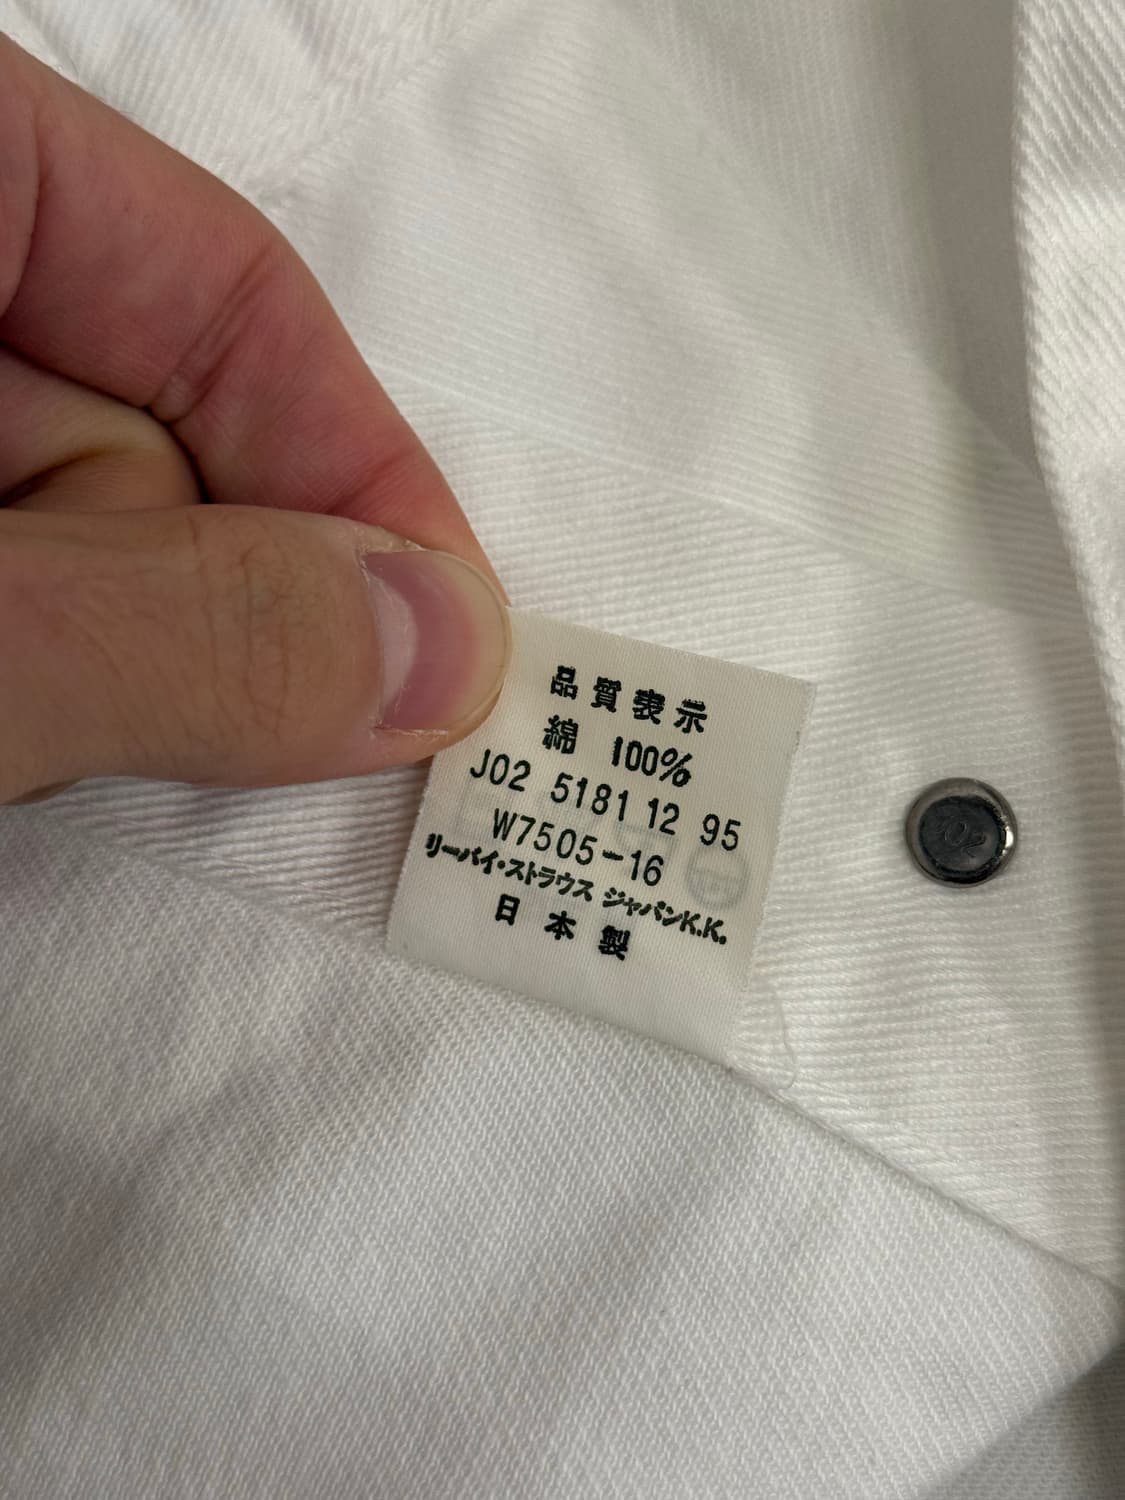 品質表示
綿 100%
J02 5181 12 95
W7505-16
リーバイ・ストラウス ジャパンK.K.
日本製
J02